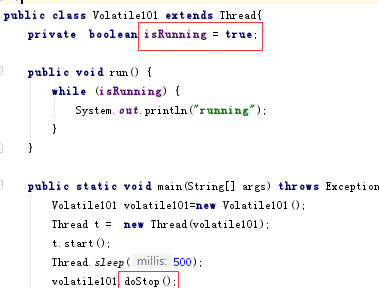 public class Volatile101 extends Thread{
private boolean isRunning = true;
public void run() {
while (isRunning) {
System.out.println("running");
}
}
public static void main(String[] args) throws Exception
Volatile101 volatile101=new Volatile101();
Thread t = new Thread(volatile101);
t.start();
Thread.sleep( millis: 500);
volatile101.doStop();